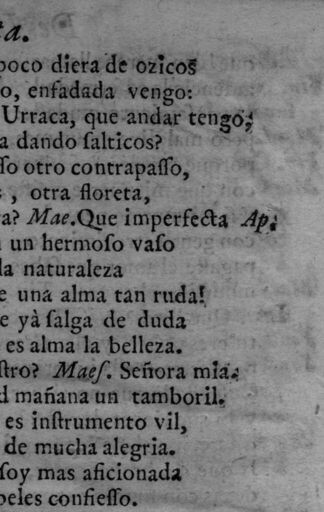 ta.
poco diera de ozicos
o, enfadada vengo:
Urraca, que andar tengo,
a dando ſalticos?
ſſo otro contrapaſſo,
, otra floreta,
a? Mae. Que imperfecta Ap.
un hermoſo vaſo
la naturaleza
e una alma tan ruda!
e yà ſalga de duda
es alma la belleza.
ſtro? Maeſ. Señora mia.
d mañana un tamboril.
es inſtrumento vil,
de mucha alegria.
ſoy mas aficionada
peles confieſſo.